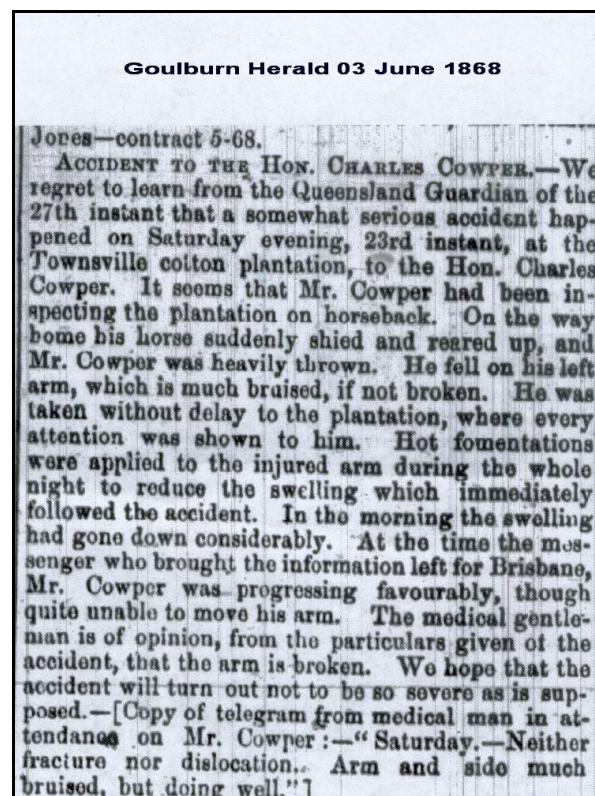 Goulburn Herald 03 June 1868
Jones—contract 5-68.
ACCIDENT TO THE HON. CHARLES COWPER.—We
regret to learn from the Queensland Guardian of the
27th instant that a somewhat serious accident hap-
pened on Saturday evening, 23rd instant, at the
Townsville cotton plantation, to the Hon. Charles
Cowper. It seems that Mr. Cowper had been in-
specting the plantation on horseback. On the way
home his horse suddenly shied and reared up, and
Mr. Cowper was heavily thrown. He fell on his left
arm, which is much bruised, if not broken. He was
taken without delay to the plantation, where every
attention was shown to him. Hot fomentations
were applied to the injured arm during the whole
night to reduce the swelling which immediately
followed the accident. In the morning the swelling
had gone down considerably. At the time the mes-
senger who brought the information left for Brisbane,
Mr. Cowper was progressing favourably, though
quite unable to move his arm. The medical gentle-
man is of opinion, from the particulars given of the
accident, that the arm is broken. We hope that the
accident will turn out not to be so severe as is sup-
posed.—[Copy of telegram from medical man in at-
tendance on Mr. Cowper:—"Saturday.—Neither
fracture nor dislocation. Arm and side much
bruised, but doing well."]